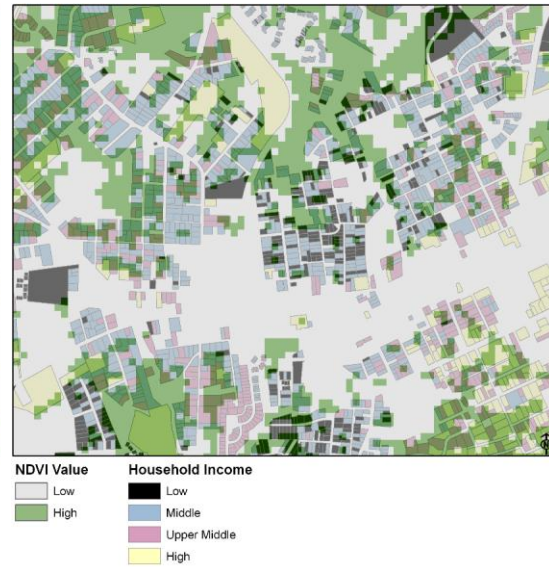 NDVI Value
Low
High
Household Income
Low
Middle
Upper Middle
High